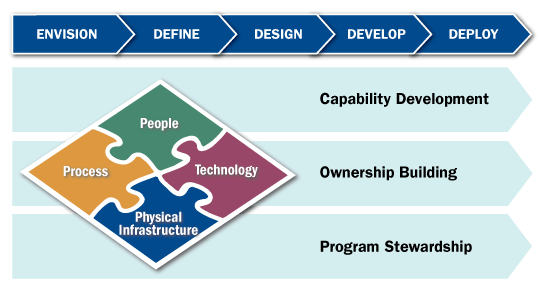 ENVISION DEFINE DESIGN DEVELOP DEPLOY
Capability Development
People
Process
Technology
Ownership Building
Physical
Infrastructure
Program Stewardship